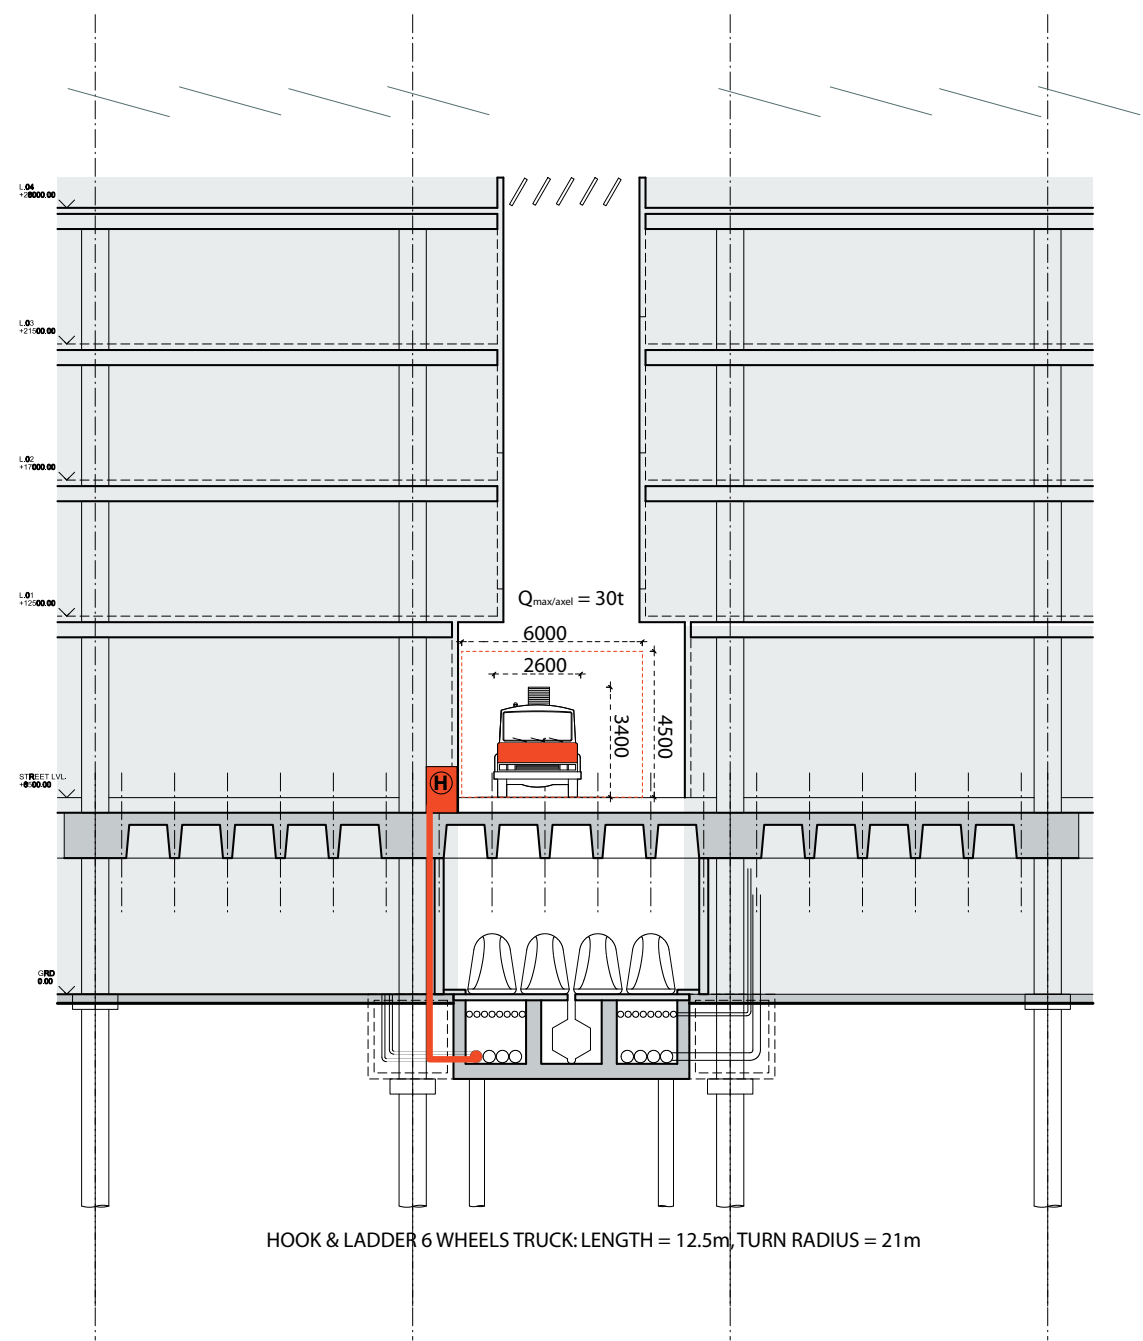 L.04
L.03
+21500.00
L.02
+17000.00
L.01
+12500.00
Qmax/axel = 30t
6000
2600
3400
4500
STREET LVL.
H
GRD
0.00
HOOK & LADDER 6 WHEELS TRUCK: LENGTH = 12.5m, TURN RADIUS = 21m